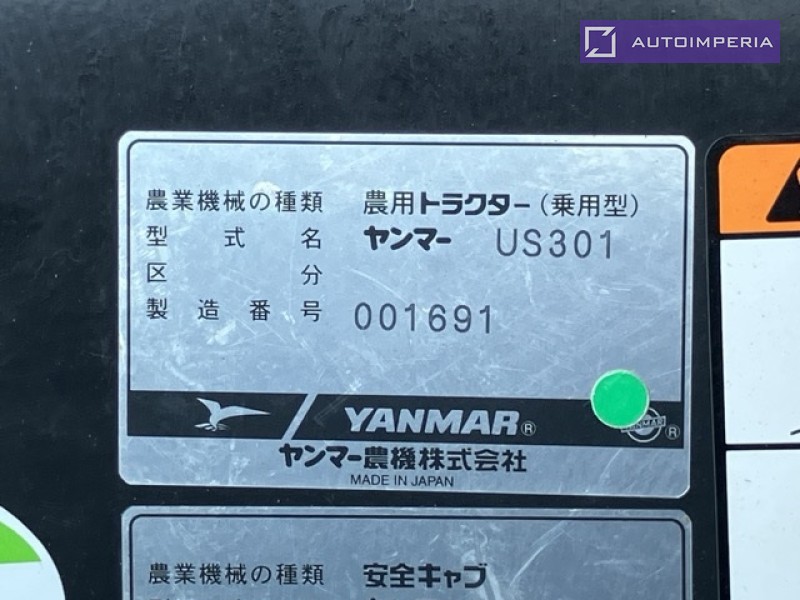 AUTOIMPERIA
農業機械の種類 農用トラクター(乗用型)
型式名 ヤンマー US301
区分
製造番号 001691
YANMAR®
®
ヤンマー農機株式会社
MADE IN JAPAN
農業機械の種類 安全キャブ